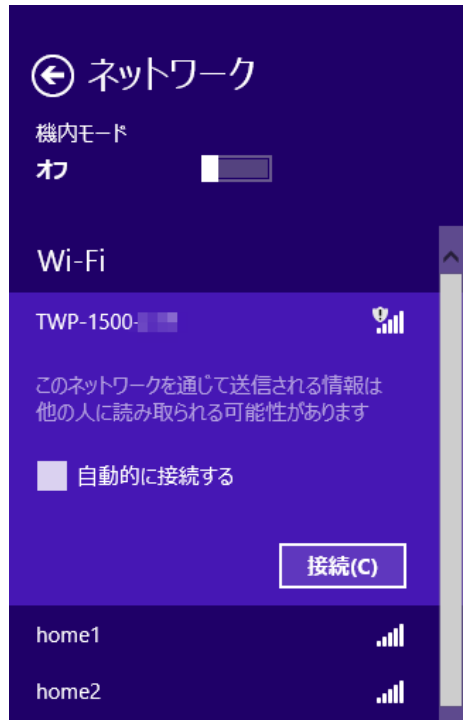 ネットワーク
機内モード
オフ
Wi-Fi
TWP-1500-
このネットワークを通じて送信される情報は
他の人に読み取られる可能性があります
自動的に接続する
接続(C)
home1
home2